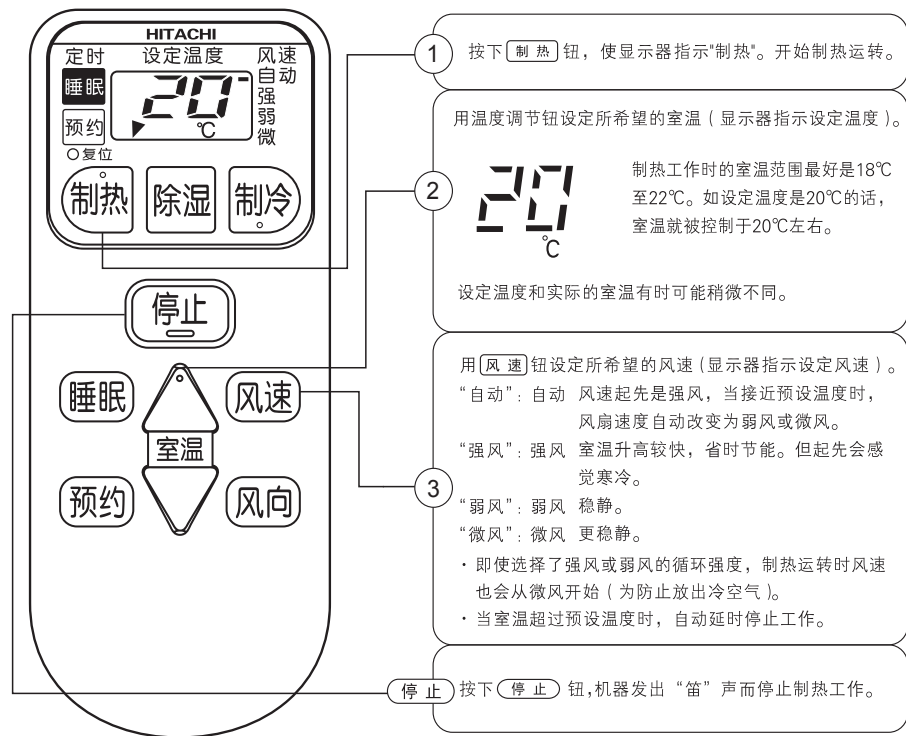 HITACHI
定时 设定温度 风速
睡眠 20 ℃ 自动
强
预约 弱
微
○复位
制热 除湿 制冷
停止
睡眠 风速
室温
预约 风向
1 按下 制热 钮，使显示器指示"制热"。开始制热运转。
2 用温度调节钮设定所希望的室温（显示器指示设定温度）。
20 ℃
制热工作时的室温范围最好是18℃
至22℃。如设定温度是20℃的话，
室温就被控制于20℃左右。
设定温度和实际的室温有时可能稍微不同。
3 用 风速 钮设定所希望的风速（显示器指示设定风速）。
“自动”：自动 风速起先是强风，当接近预设温度时，
风扇速度自动改变为弱风或微风。
“强风”：强风 室温升高较快，省时节能。但起先会感
觉寒冷。
“弱风”：弱风 稳静。
“微风”：微风 更稳静。
·即使选择了强风或弱风的循环强度，制热运转时风速
也会从微风开始（为防止放出冷空气）。
·当室温超过预设温度时，自动延时停止工作。
停止 按下 停止 钮,机器发出“笛”声而停止制热工作。